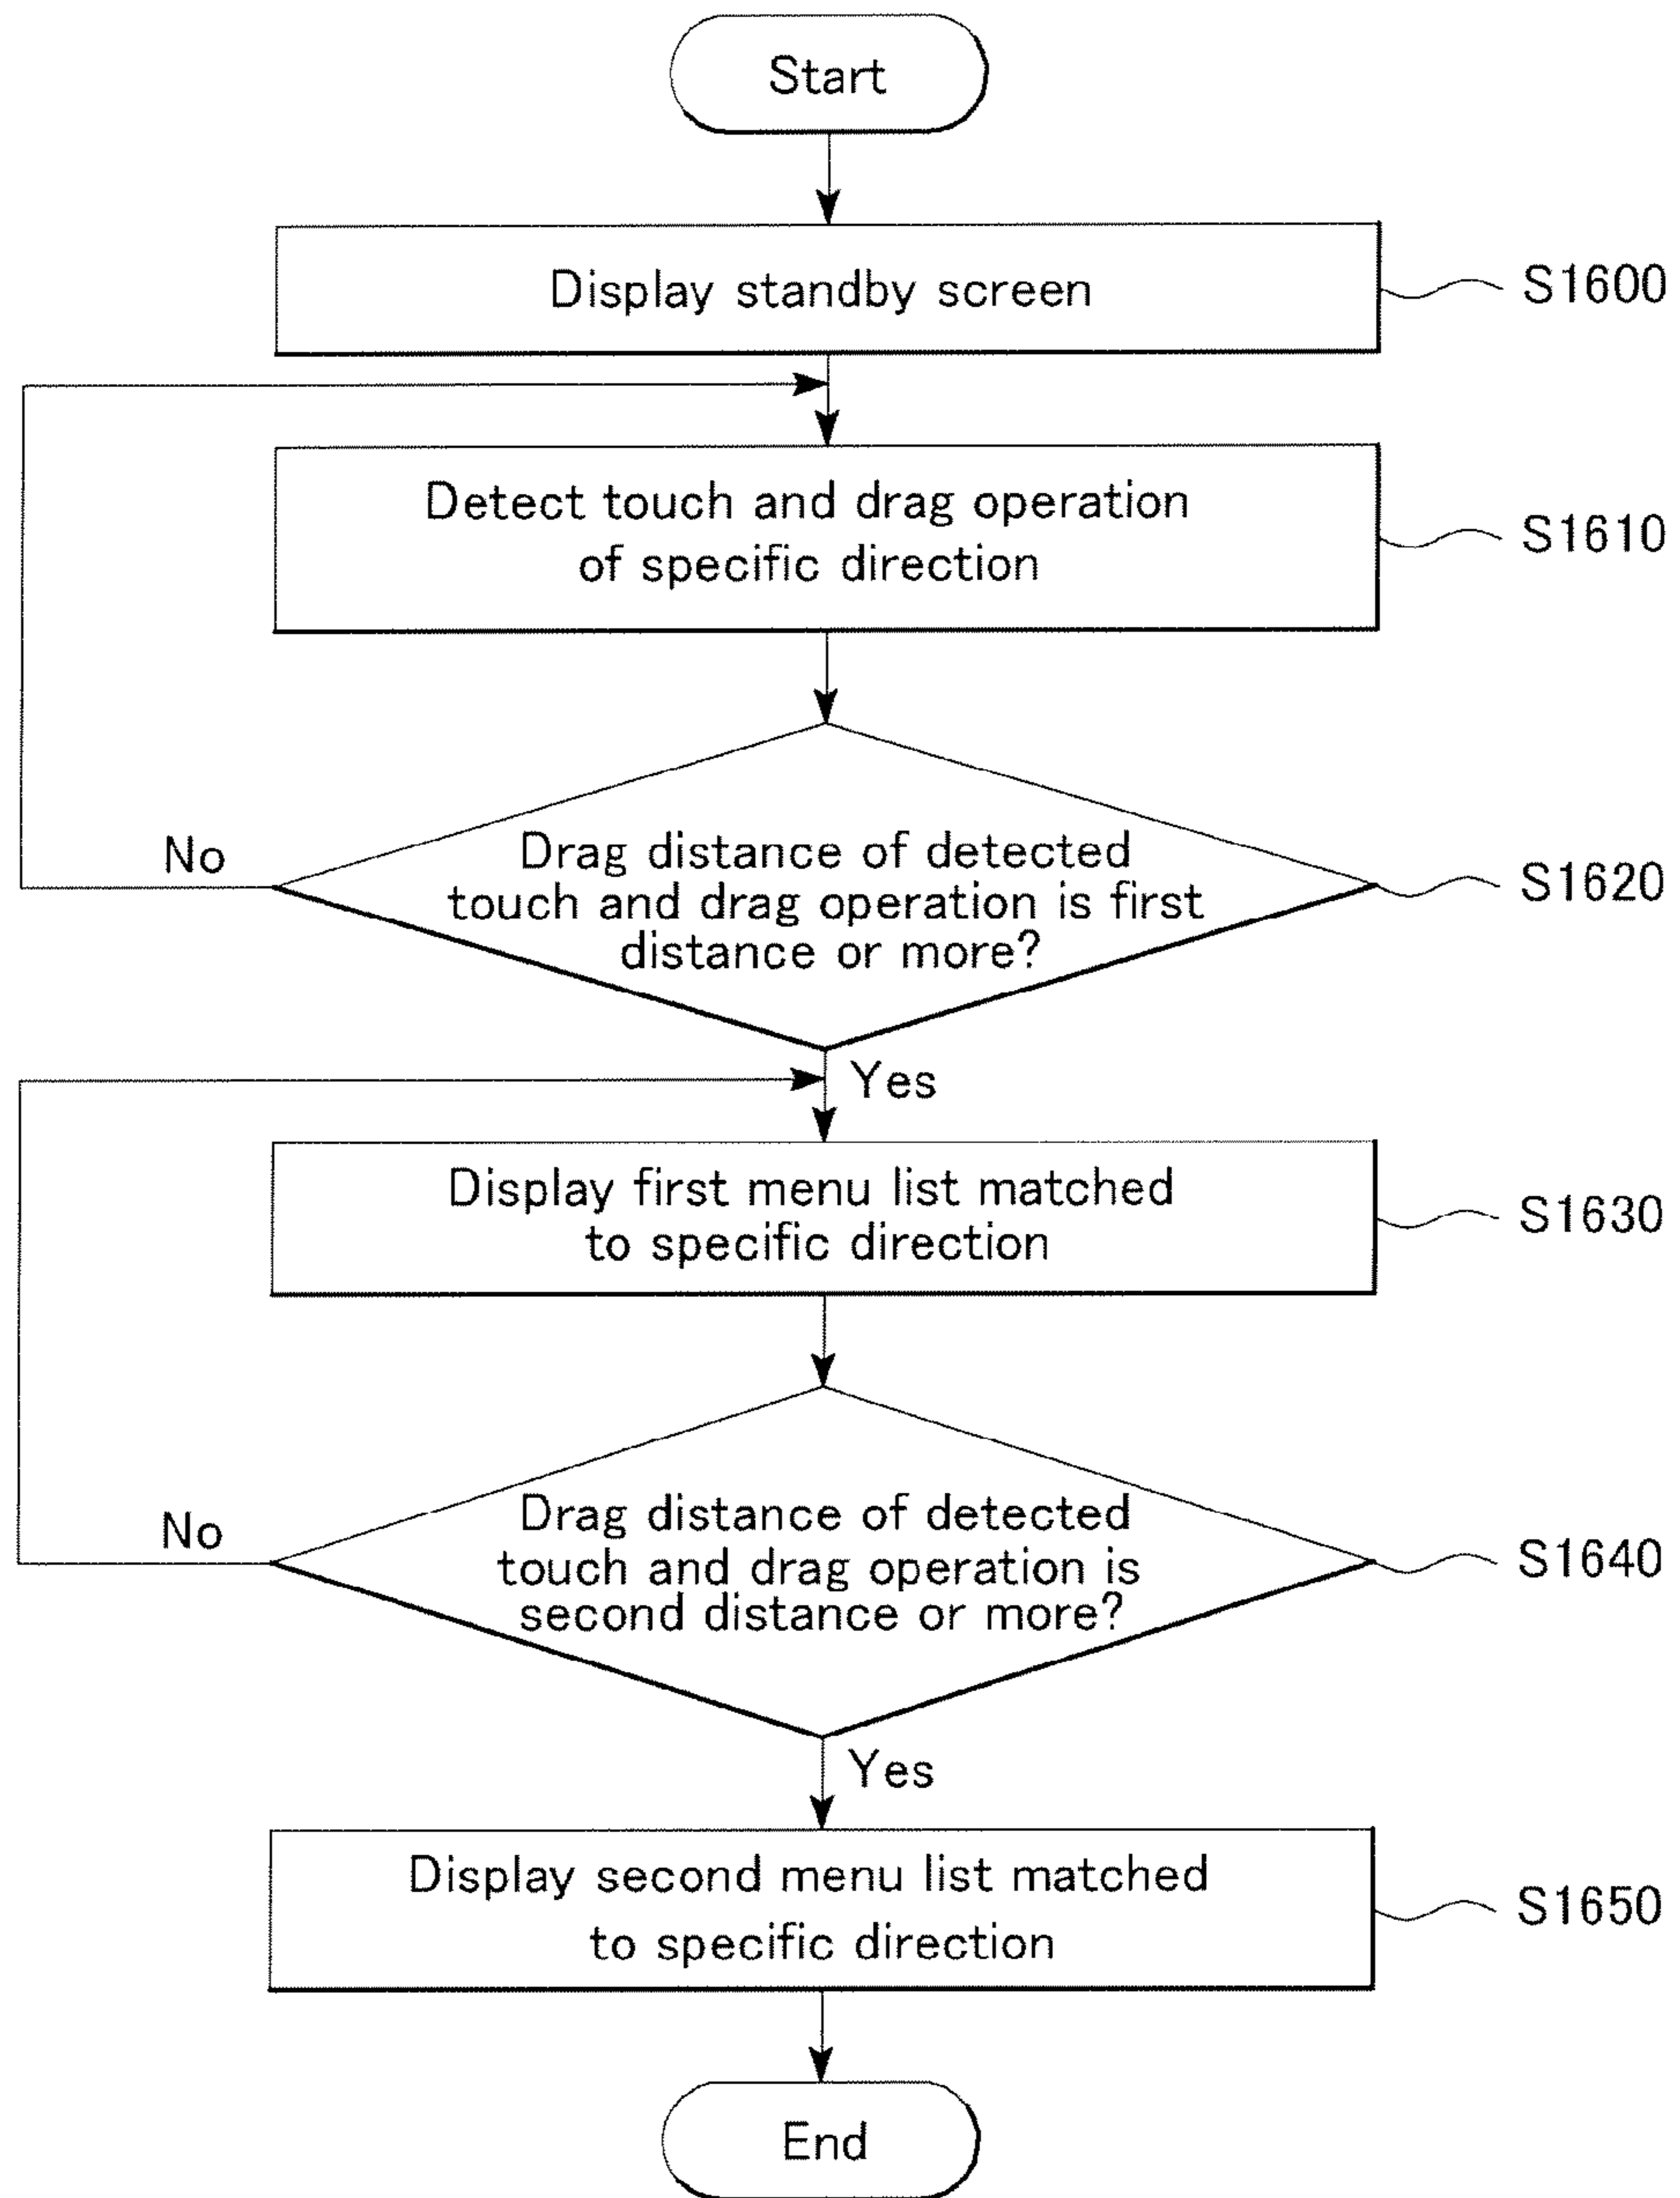 Start
Display standby screen
S1600
Detect touch and drag operation
of specific direction
S1610
Drag distance of detected
touch and drag operation is first
distance or more?
No
S1620
Yes
Display first menu list matched
to specific direction
S1630
Drag distance of detected
touch and drag operation is
second distance or more?
No
S1640
Yes
Display second menu list matched
to specific direction
S1650
End